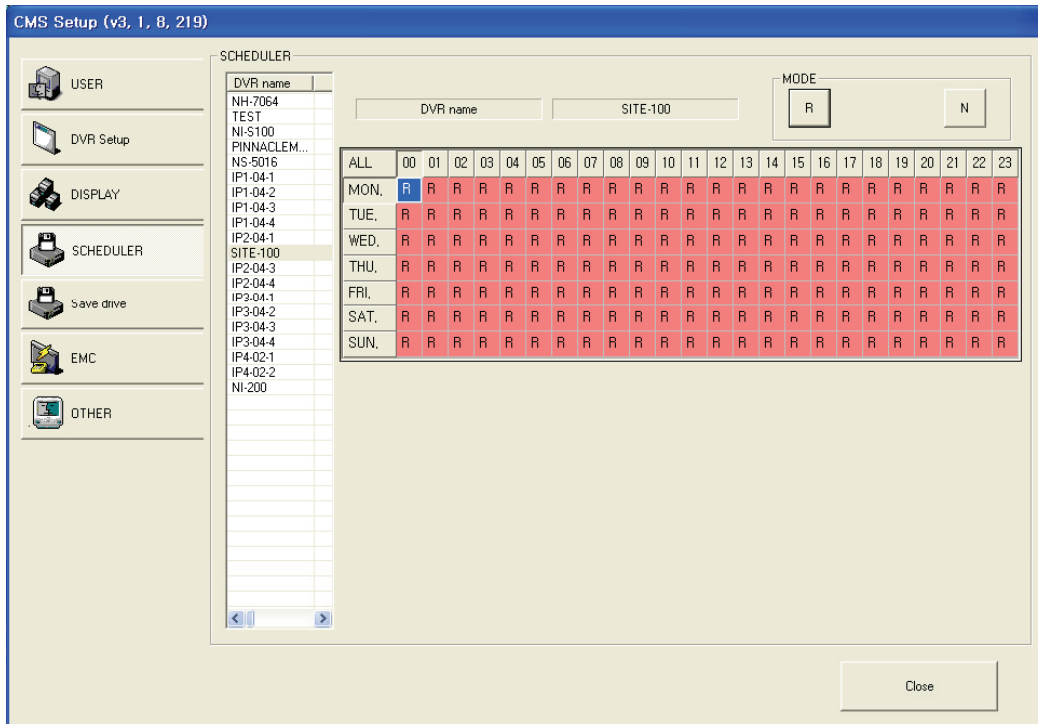 CMS Setup (v3, 1, 8, 219)
USER
DVR Setup
DISPLAY
SCHEDULER
Save drive
EMC
OTHER
SCHEDULER
DVR name
NH-7064
TEST
NI-S100
PINNACLEM...
NS-5016
IP1-04-1
IP1-04-2
IP1-04-3
IP1-04-4
IP2-04-1
SITE-100
IP2-04-3
IP2-04-4
IP3-04-1
IP3-04-2
IP3-04-3
IP3-04-4
IP4-02-1
IP4-02-2
NI-200
DVR name SITE-100
MODE
R N
ALL 00 01 02 03 04 05 06 07 08 09 10 11 12 13 14 15 16 17 18 19 20 21 22 23
MON, R R R R R R R R R R R R R R R R R R R R R R R R
TUE, R R R R R R R R R R R R R R R R R R R R R R R R
WED, R R R R R R R R R R R R R R R R R R R R R R R R
THU, R R R R R R R R R R R R R R R R R R R R R R R R
FRI, R R R R R R R R R R R R R R R R R R R R R R R R
SAT, R R R R R R R R R R R R R R R R R R R R R R R R
SUN, R R R R R R R R R R R R R R R R R R R R R R R R
Close